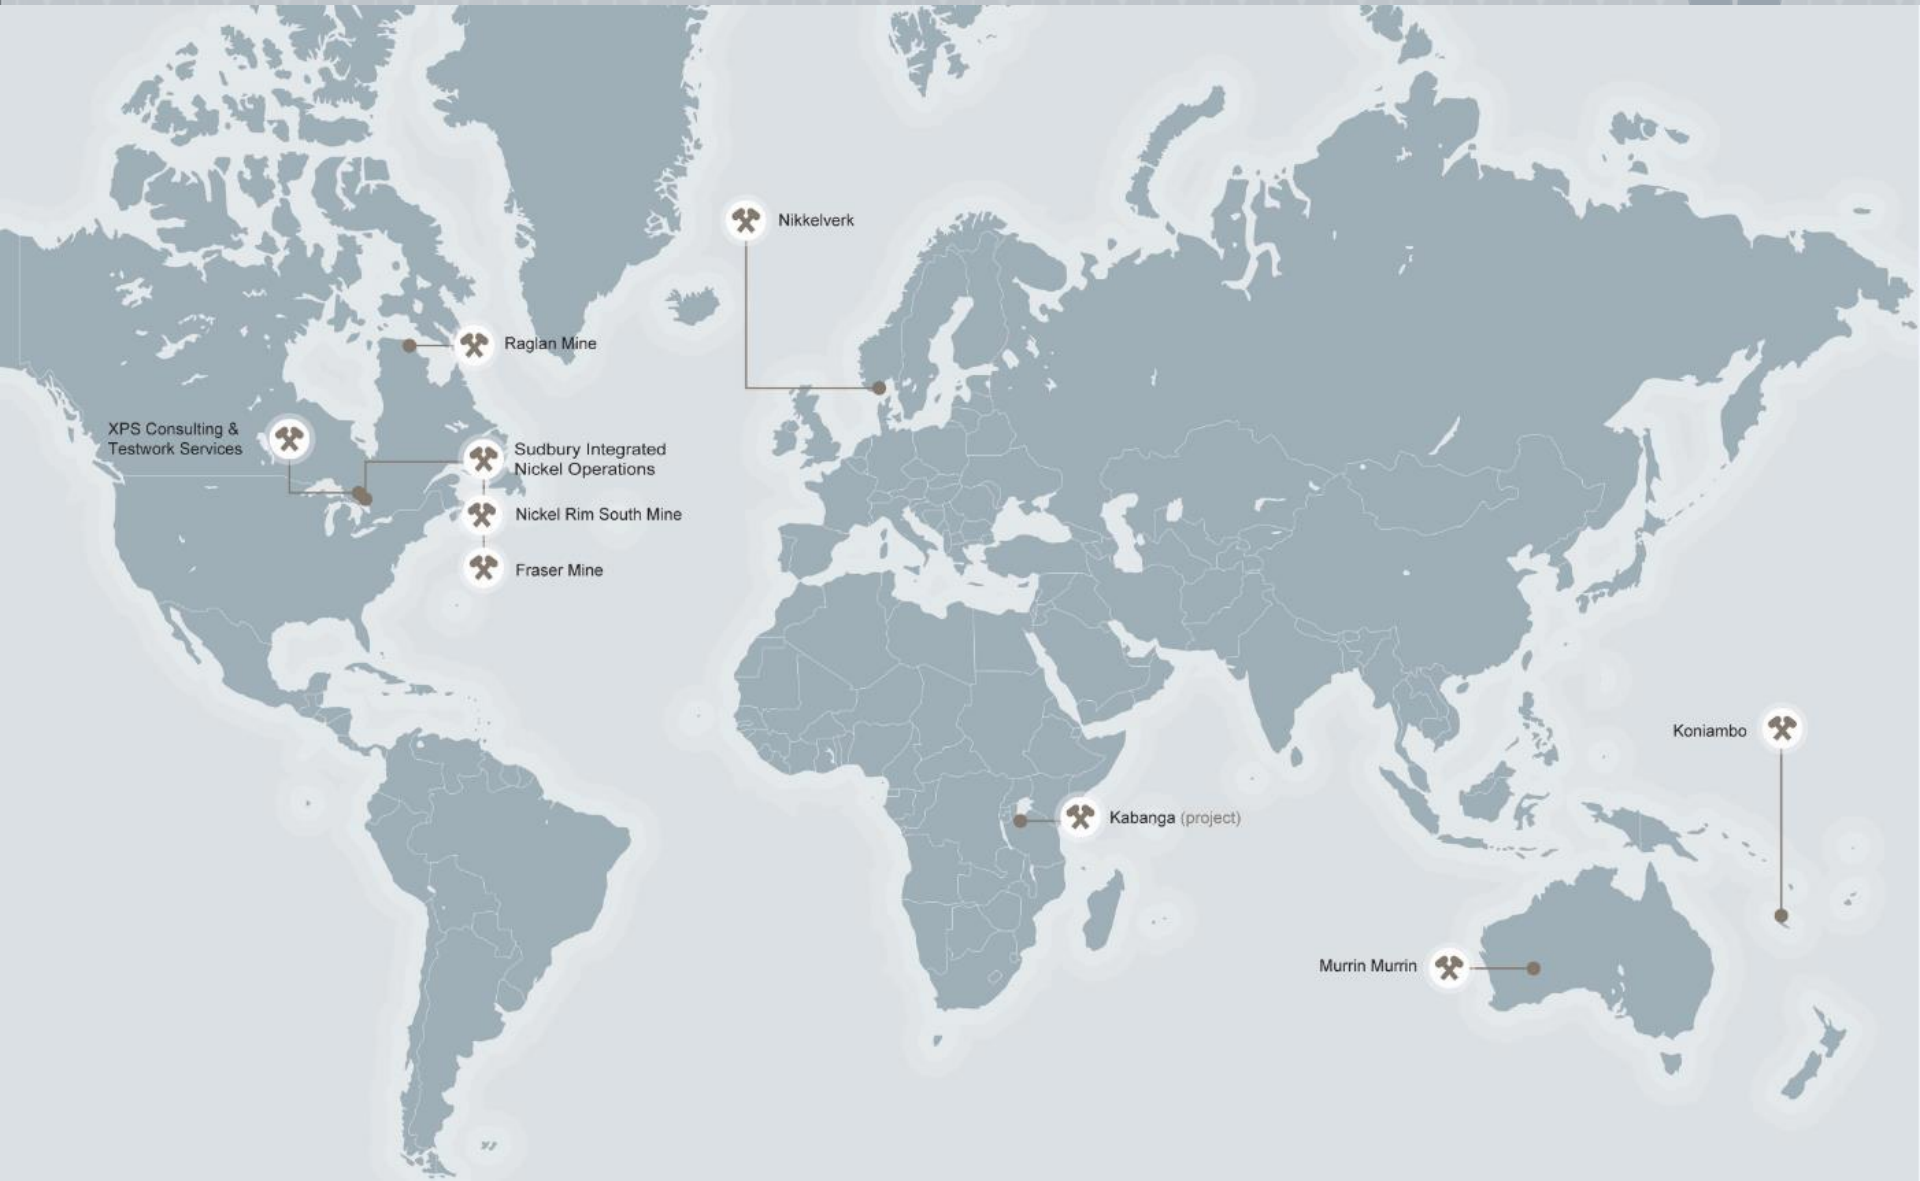 Nikkelverk
Raglan Mine
XPS Consulting &
Testwork Services
Sudbury Integrated
Nickel Operations
Nickel Rim South Mine
Fraser Mine
Koniambo
Kabanga (project)
Murrin Murrin